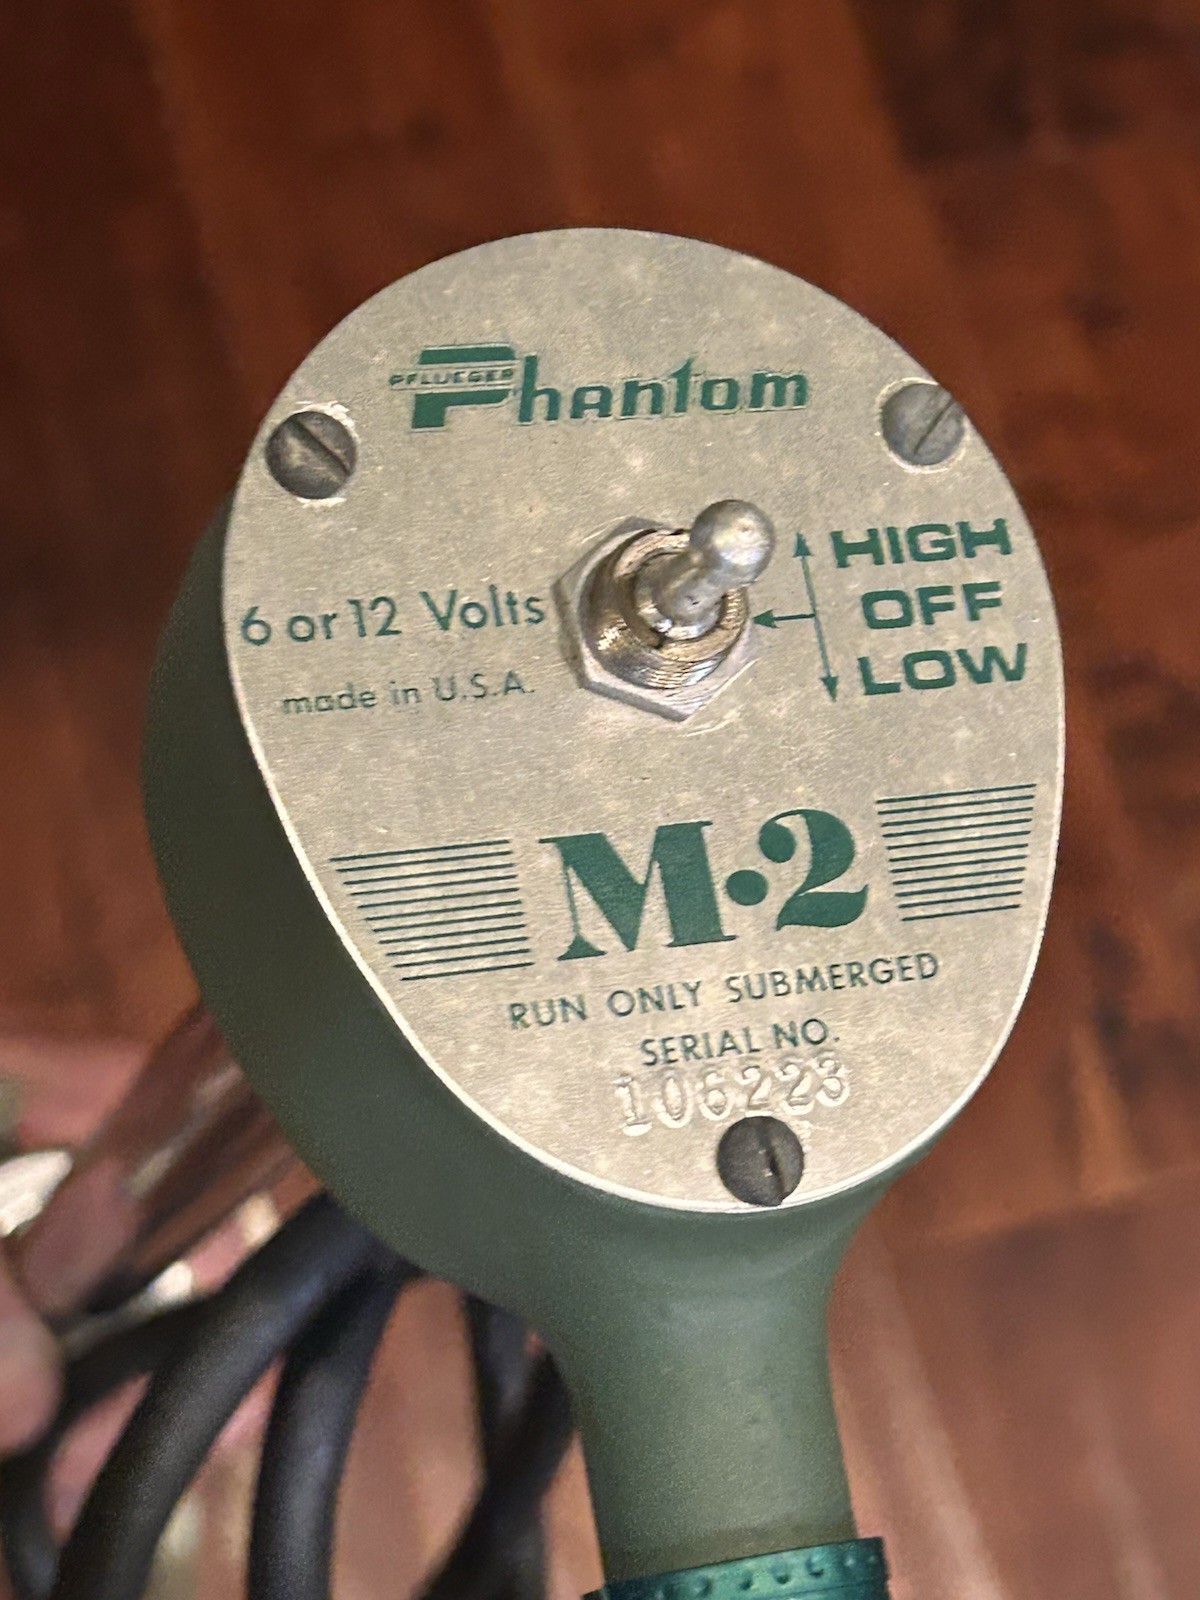 PFLUEGER
Phantom
HIGH
6 or 12 Volts
OFF
made in U.S.A.
LOW
M•2
RUN ONLY SUBMERGED
SERIAL NO.
106223